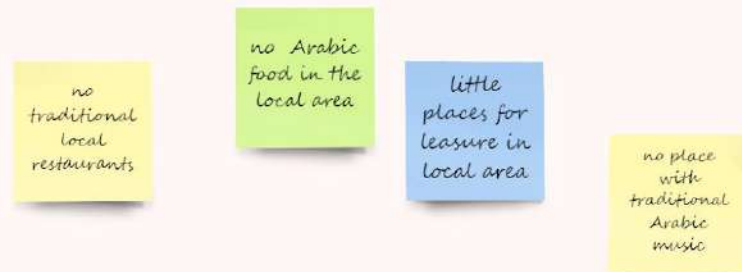 no
traditional
local
restaurants
no Arabic
food in the
local area
little
places for
leasure in
local area
no place
with
traditional
Arabic
music